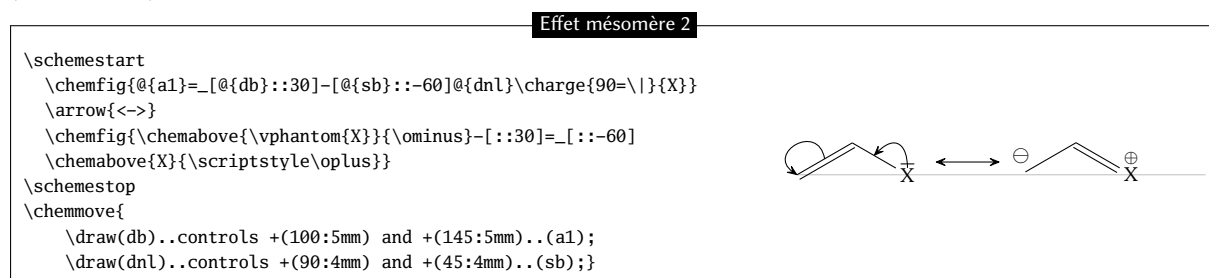 Effet mésomère 2
\schemestart
\chemfig{@{a1}=_[@{db}::30]-[@{sb}::-60]@{dnl}\charge{90=\|}{X}}
\arrow{<->}
\chemfig{\chemabove{\vphantom{X}}{\ominus}-[::30]=_[::-60]
\chemabove{X}{\scriptstyle\oplus}}
\schemestop
\chemmove{
\draw(db)..controls +(100:5mm) and +(145:5mm)..(a1);
\draw(dnl)..controls +(90:4mm) and +(45:4mm)..(sb);}
X ⊖ ⊕ X